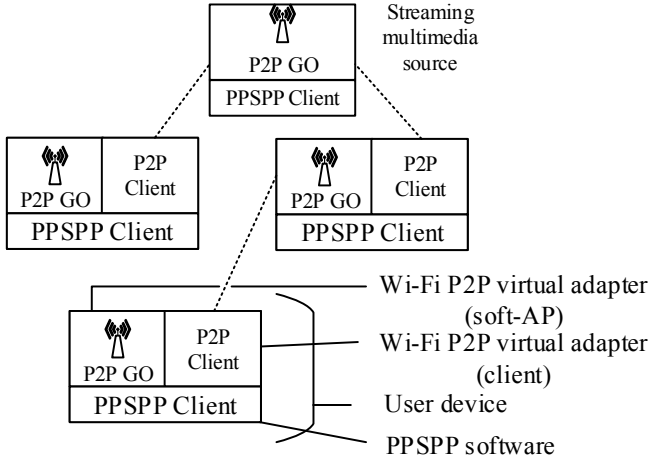 Streaming
multimedia
source
P2P GO
PPSPP Client
P2P GO
P2P
Client
PPSPP Client
P2P GO
P2P
Client
PPSPP Client
Wi-Fi P2P virtual adapter
(soft-AP)
P2P GO
P2P
Client
Wi-Fi P2P virtual adapter
(client)
PPSPP Client
User device
PPSPP software